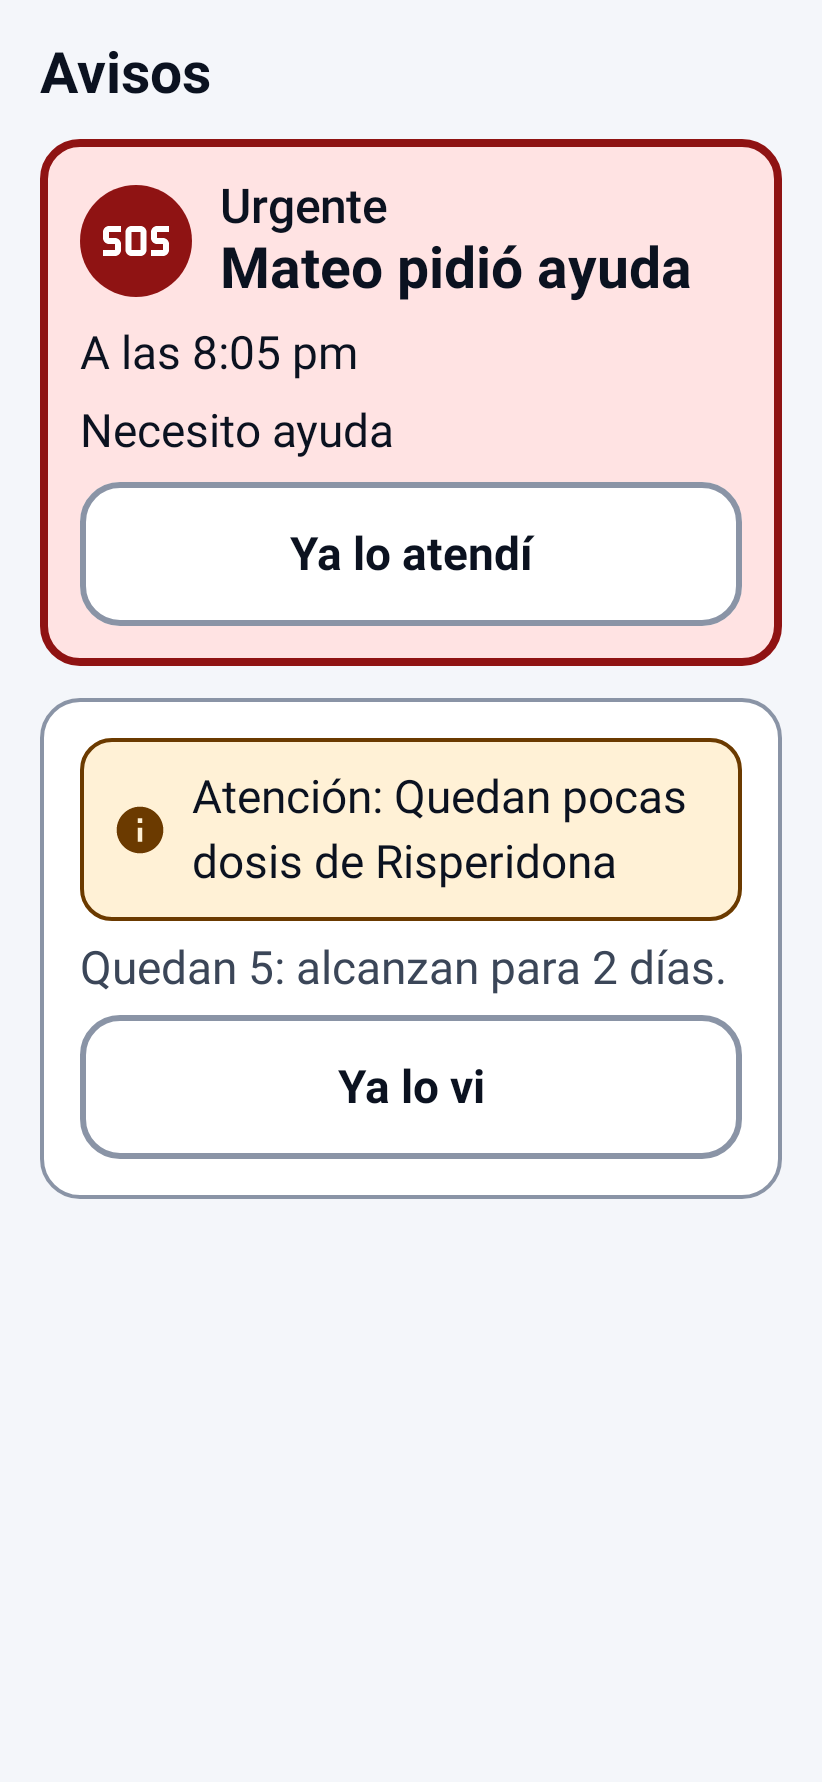 Avisos
SOS
Urgente
Mateo pidió ayuda
A las 8:05 pm
Necesito ayuda
Ya lo atendí
Atención: Quedan pocas
dosis de Risperidona
Quedan 5: alcanzan para 2 días.
Ya lo vi